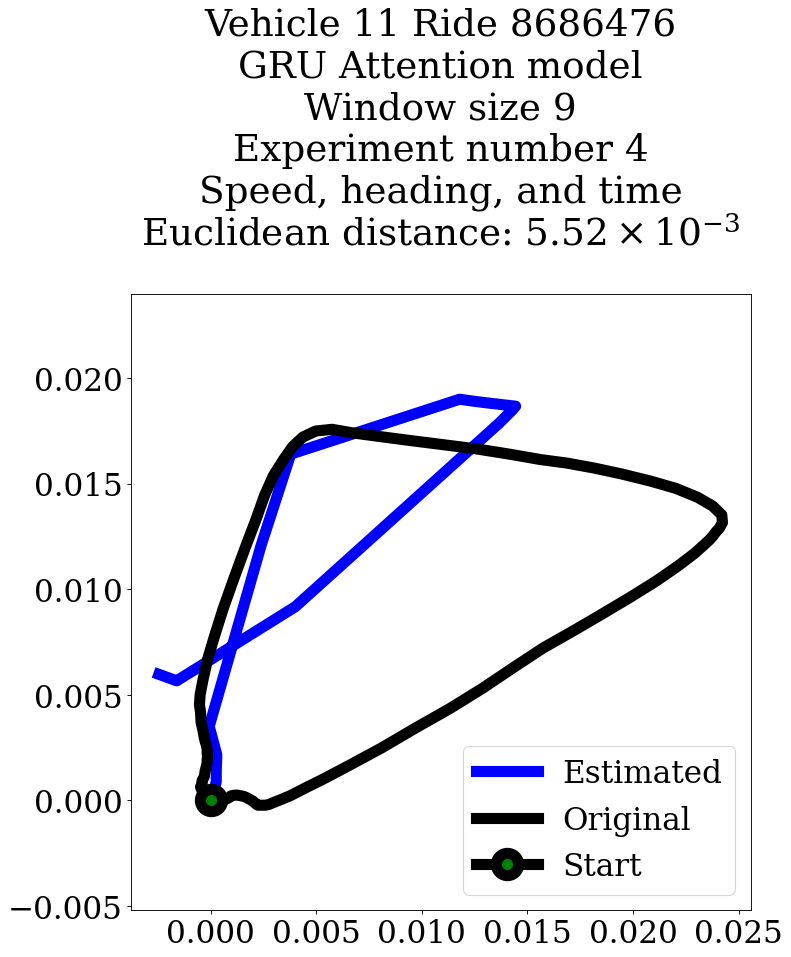 Vehicle 11 Ride 8686476
GRU Attention model
Window size 9
Experiment number 4
Speed, heading, and time
Euclidean distance: 5.52 × 10⁻³
0.020
0.015
0.010
0.005
0.000
−0.005
Estimated
Original
Start
0.000 0.005 0.010 0.015 0.020 0.025